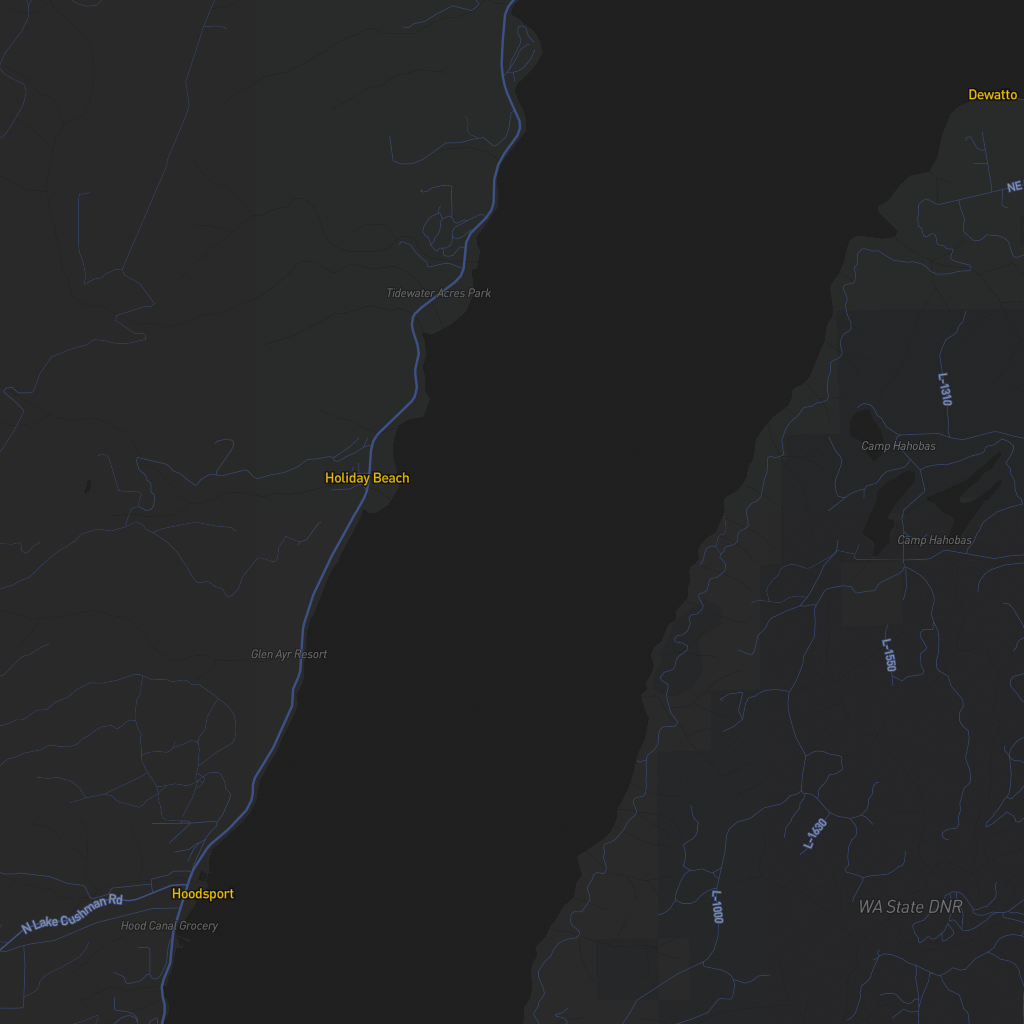 Dewatto
NE
Tidewater Acres Park
L-1310
Camp Hahobas
Holiday Beach
Camp Hahobas
Glen Ayr Resort
L-1550
L-1630
Hoodsport
N Lake Cushman Rd
L-1000
WA State DNR
Hood Canal Grocery